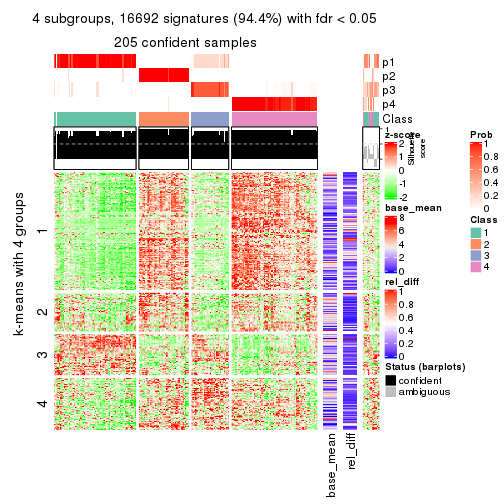 4 subgroups, 16692 signatures (94.4%) with fdr < 0.05
205 confident samples
p1
p2
p3
p4
Class
1
Silhouette
score
k-means with 4 groups
1
2
3
4
base_mean
rel_diff
z-score
2
1
0
-1
-2
base_mean
8
6
4
2
0
rel_diff
1
0.8
0.6
0.4
0.2
0
Status (barplots)
confident
ambiguous
Prob
1
0.8
0.6
0.4
0.2
0
Class
1
2
3
4